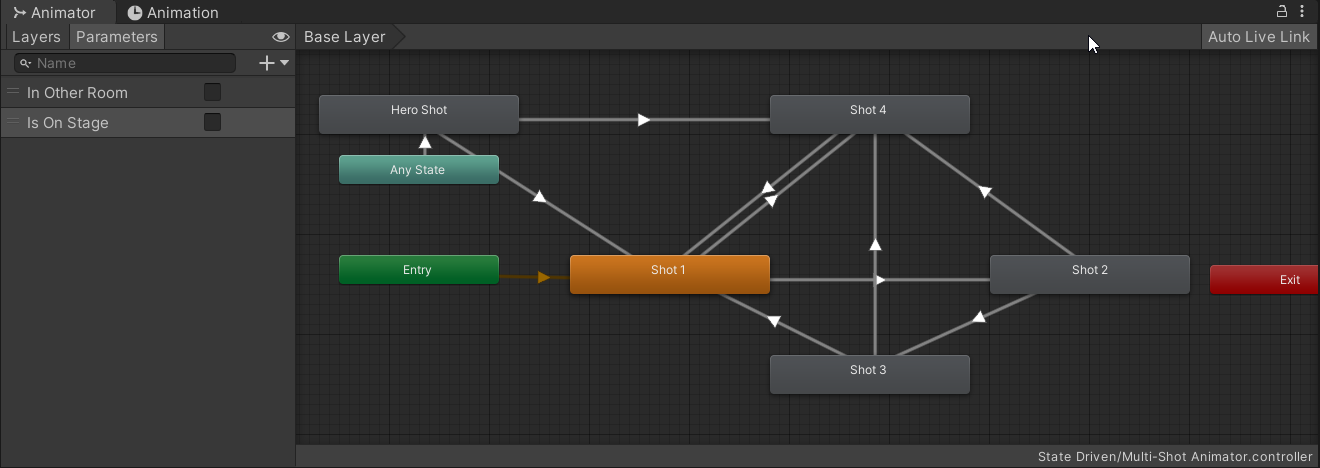 Animator
Animation
Layers
Parameters
Base Layer
Auto Live Link
Name
In Other Room
Is On Stage
Hero Shot
Shot 4
Any State
Entry
Shot 1
Shot 2
Exit
Shot 3
State Driven/Multi-Shot Animator.controller